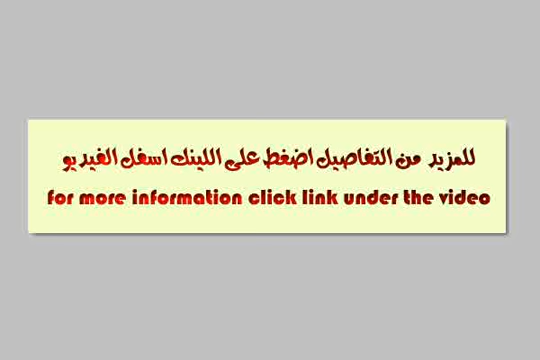 للمزيد من التفاصيل اضغط على اللينك اسفل الفيديو
for more information click link under the video